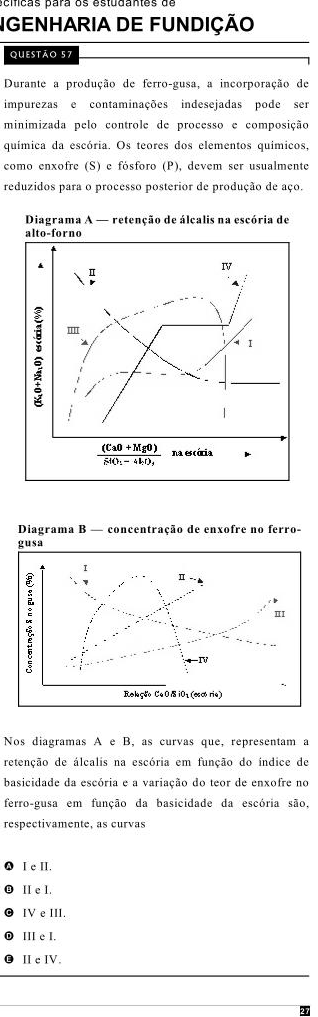 ecíficas para os estudantes de
NGENHARIA DE FUNDIÇÃO
QUESTÃO 57
Durante a produção de ferro-gusa, a incorporação de
impurezas e contaminações indesejadas pode ser
minimizada pelo controle de processo e composição
química da escória. Os teores dos elementos químicos,
como enxofre (S) e fósforo (P), devem ser usualmente
reduzidos para o processo posterior de produção de aço.
Diagrama A — retenção de álcalis na escória de
alto-forno
II
IV
IIII
I
(K₂0+Na₂0) escória(%)
(CaO + MgO)
na escória
Diagrama B — concentração de enxofre no ferro-
gusa
Concentração S no gusa (%)
I
II
III
IV
Relação CaO/SiO₂ (escória)
Nos diagramas A e B, as curvas que, representam a
retenção de álcalis na escória em função do índice de
basicidade da escória e a variação do teor de enxofre no
ferro-gusa em função da basicidade da escória são,
respectivamente, as curvas
A I e II.
B II e I.
C IV e III.
D III e I.
E II e IV.
27